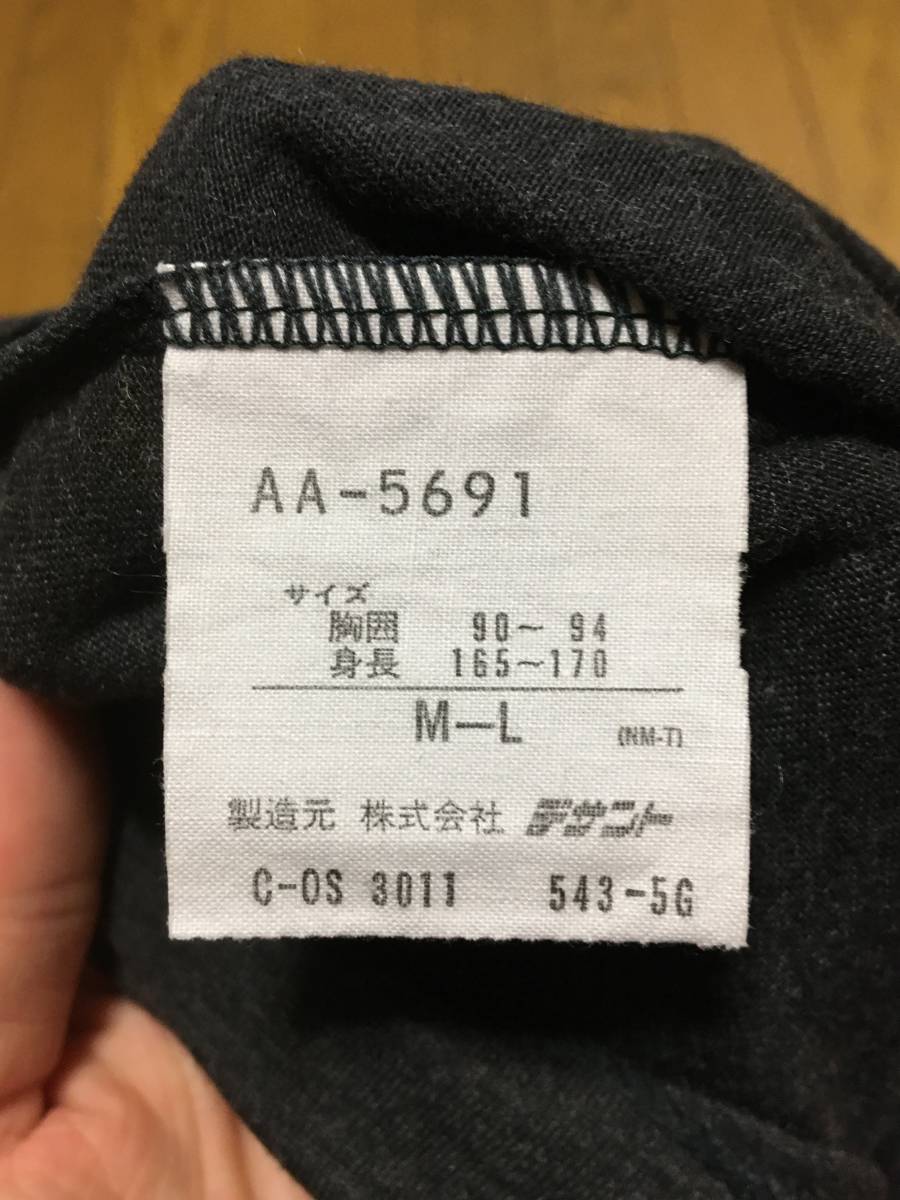 AA-5691
サイズ
胸囲 90〜 94
身長 165〜170
M—L (NM-T)
製造元 株式会社 デサント
C-OS 3011 543-5G